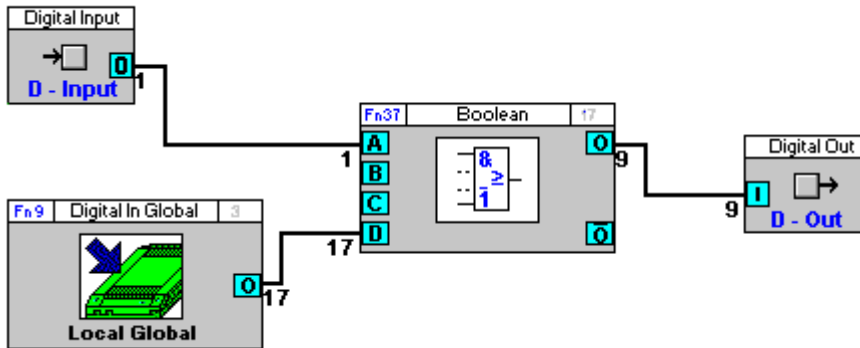 Digital Input
O
1
D - Input
Fn37 Boolean 17
A
1
B
C
D
17
&
≥
1
O
9
O
Digital Out
I
9
D - Out
Fn9 Digital In Global 3
O
17
Local Global